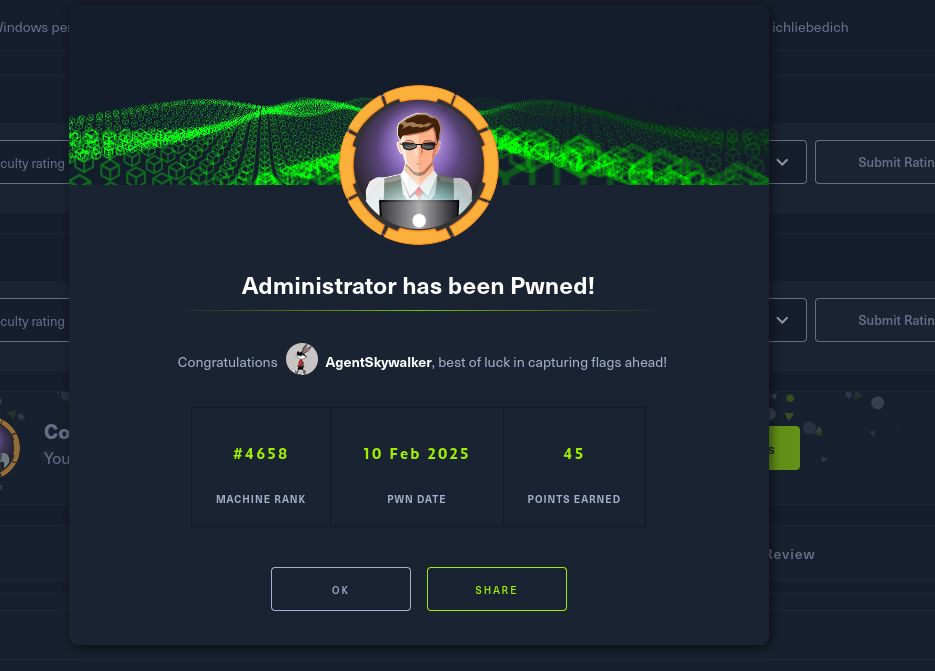 Windows per
ichliebedich
culty rating
Submit Ratin
Administrator has been Pwned!
culty rating
Submit Ratin
Congratulations AgentSkywalker, best of luck in capturing flags ahead!
Co
You
s
#4658
10 Feb 2025
45
MACHINE RANK
PWN DATE
POINTS EARNED
Review
OK
SHARE